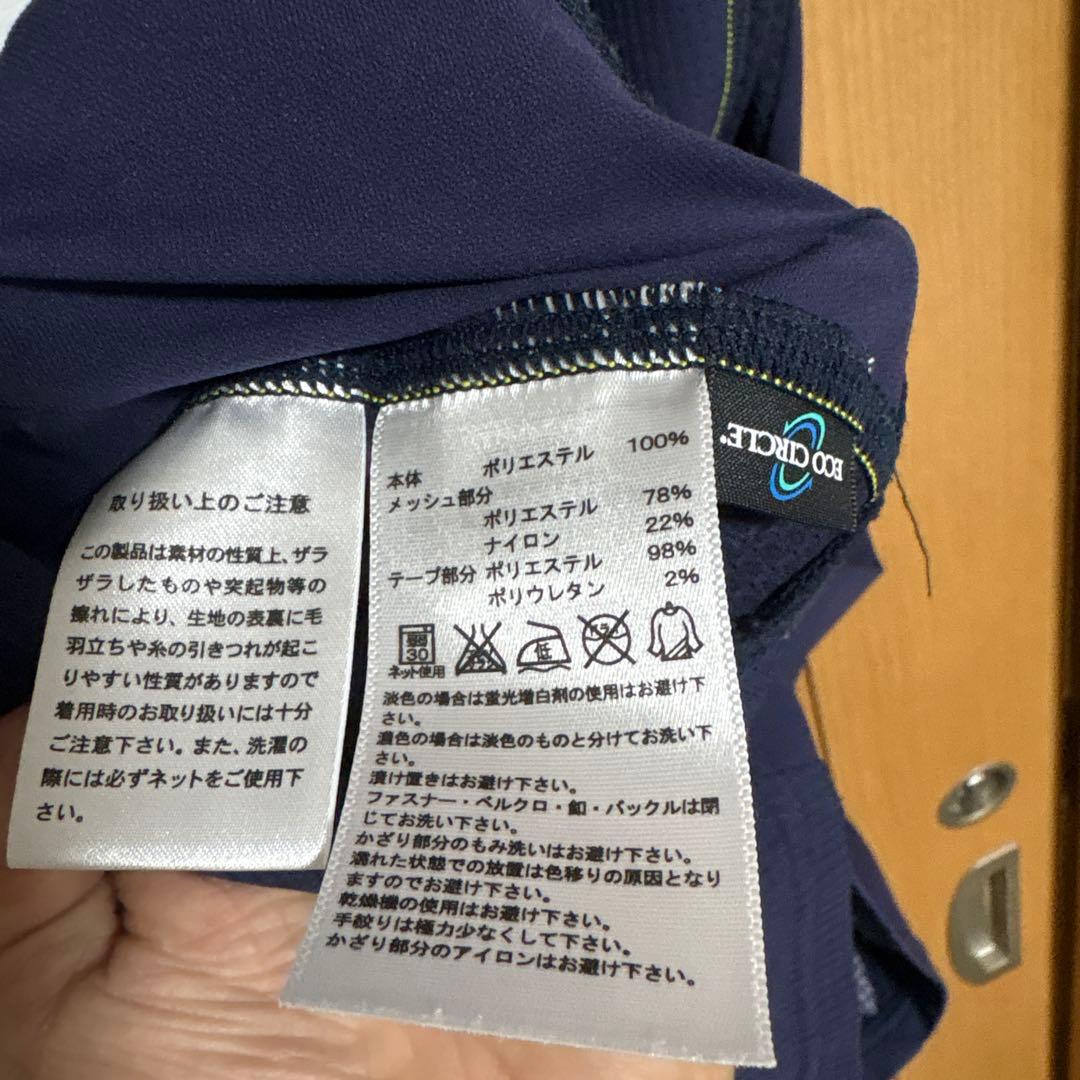 取り扱い上のご注意
この製品は素材の性質上、ザラ
ザラしたものや突起物等の
擦れにより、生地の表裏に毛
羽立ちや糸の引きつれが起こ
りやすい性質がありますので
着用時のお取り扱いには十分
ご注意下さい。また、洗濯の
際には必ずネットをご使用下
さい。
本体 ポリエステル 100%
メッシュ部分
ポリエステル 78%
ナイロン 22%
テープ部分 ポリエステル 98%
ポリウレタン 2%
弱 30 エンソ サラシ 低 ドライ
ネット使用
淡色の場合は蛍光増白剤の使用はお避け下
さい。
濃色の場合は淡色のものと分けてお洗い下
さい。
漬け置きはお避け下さい。
ファスナー・ベルクロ・釦・バックルは閉
じてお洗い下さい。
かざり部分のもみ洗いはお避け下さい。
濡れた状態での放置は色移りの原因となり
ますのでお避け下さい。
乾燥機の使用はお避け下さい。
手絞りは極力少なくして下さい。
かざり部分のアイロンはお避け下さい。
ECO CIRCLE®